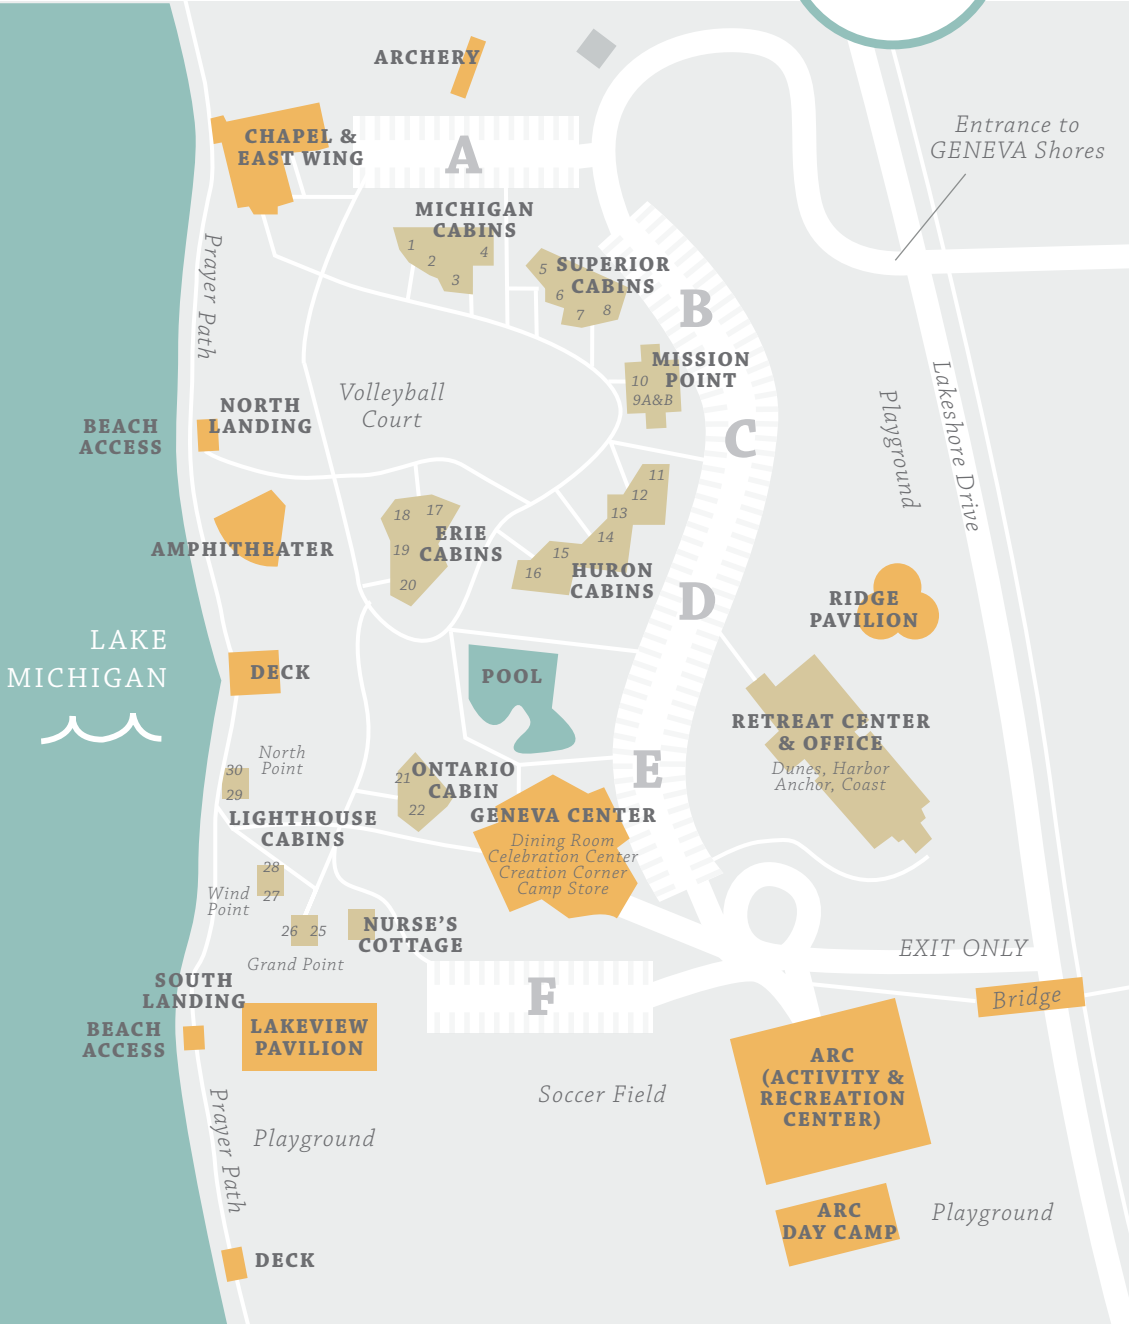 ARCHERY
CHAPEL &
EAST WING
A
Entrance to
GENEVA Shores
MICHIGAN
CABINS
1
2
3
4
SUPERIOR
CABINS
5
6
7
8
B
Prayer Path
MISSION
POINT
10
9A&B
Volleyball
Court
NORTH
LANDING
BEACH
ACCESS
C
Playground
Lakeshore Drive
11
12
13
14
15
16
HURON
CABINS
17
18
19
20
ERIE
CABINS
AMPHITHEATER
D
RIDGE
PAVILION
LAKE
MICHIGAN
DECK
POOL
RETREAT CENTER
& OFFICE
Dunes, Harbor
Anchor, Coast
E
North
Point
30
29
21
22
ONTARIO
CABIN
LIGHTHOUSE
CABINS
GENEVA CENTER
Dining Room
Celebration Center
Creation Corner
Camp Store
28
27
Wind
Point
26
25
Grand Point
NURSE’S
COTTAGE
EXIT ONLY
Bridge
F
SOUTH
LANDING
BEACH
ACCESS
LAKEVIEW
PAVILION
ARC
(ACTIVITY &
RECREATION
CENTER)
Soccer Field
Prayer Path
Playground
ARC
DAY CAMP
Playground
DECK